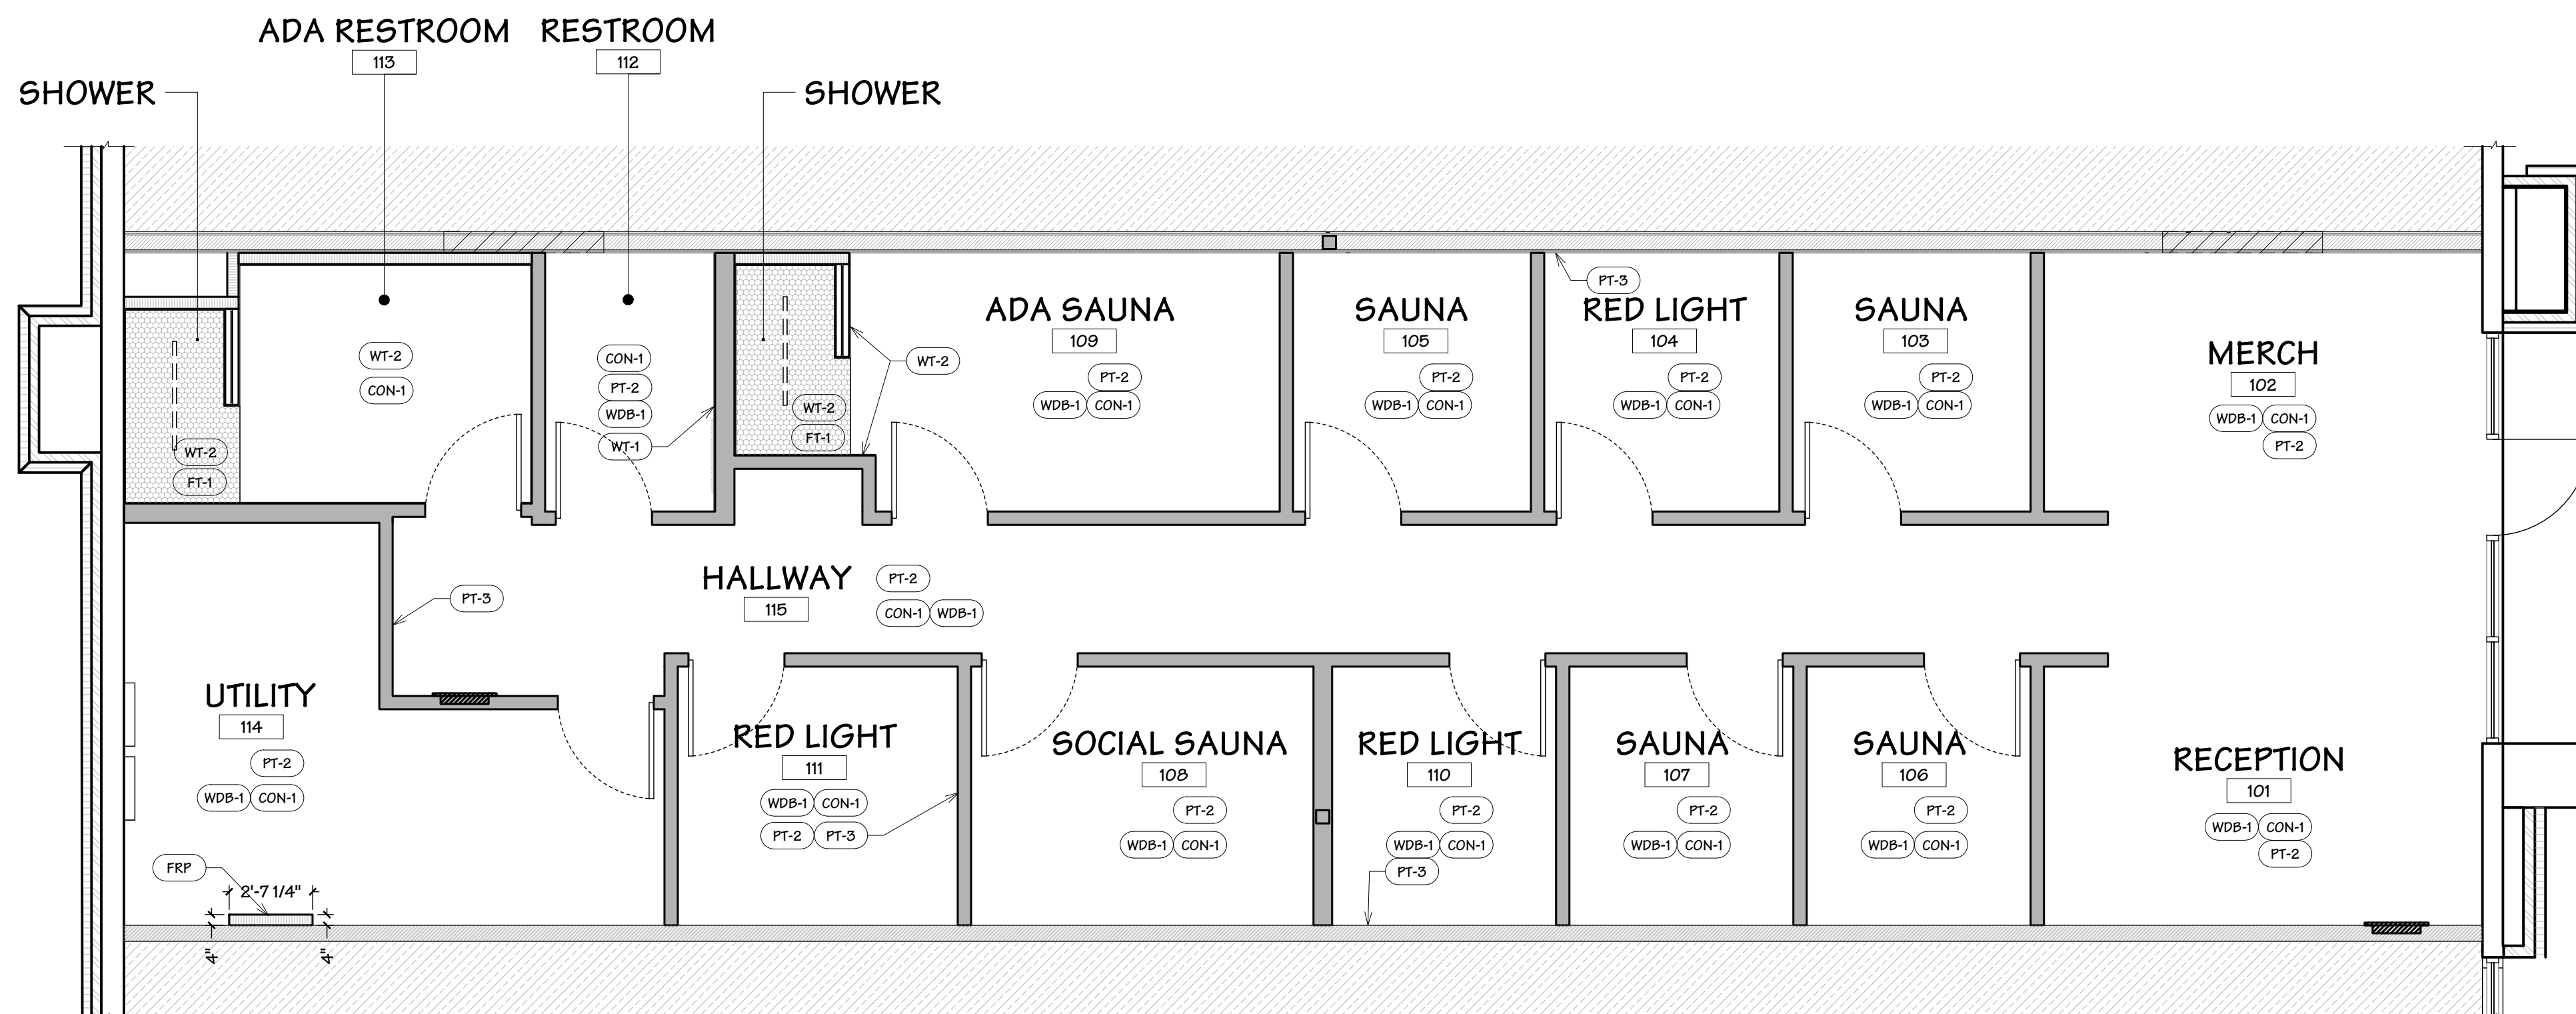 ADA RESTROOM
113
RESTROOM
112
SHOWER
SHOWER
PT-3
ADA SAUNA
109
PT-2
WDB-1 CON-1
SAUNA
105
PT-2
WDB-1 CON-1
RED LIGHT
104
PT-2
WDB-1 CON-1
SAUNA
103
PT-2
WDB-1 CON-1
MERCH
102
WDB-1 CON-1
PT-2
WT-2
CON-1
CON-1
PT-2
WDB-1
WT-1
WT-2
WT-2
FT-1
WT-2
FT-1
HALLWAY
115
PT-2
CON-1 WDB-1
PT-3
UTILITY
114
PT-2
WDB-1 CON-1
RED LIGHT
111
WDB-1 CON-1
PT-2 PT-3
SOCIAL SAUNA
108
PT-2
WDB-1 CON-1
RED LIGHT
110
PT-2
WDB-1 CON-1
PT-3
SAUNA
107
PT-2
WDB-1 CON-1
SAUNA
106
PT-2
WDB-1 CON-1
RECEPTION
101
WDB-1 CON-1
PT-2
FRP
2'-7 1/4"
4"
4"